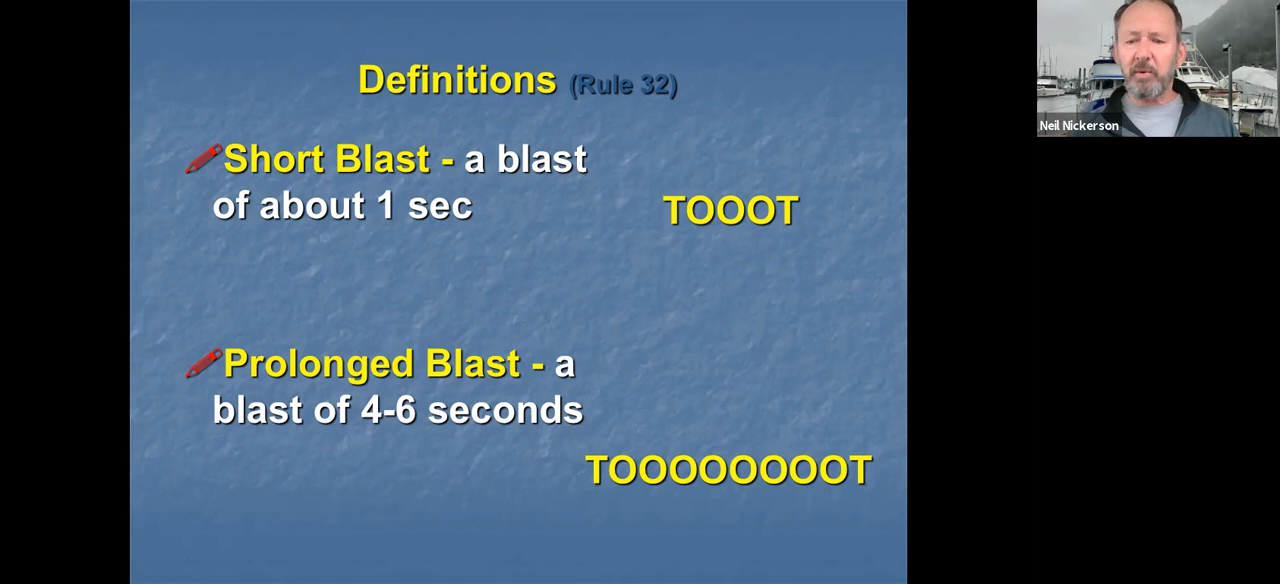 Definitions (Rule 32)
Short Blast - a blast
of about 1 sec
TOOOT
Prolonged Blast - a
blast of 4-6 seconds
TOOOOOOOOT
Neil Nickerson